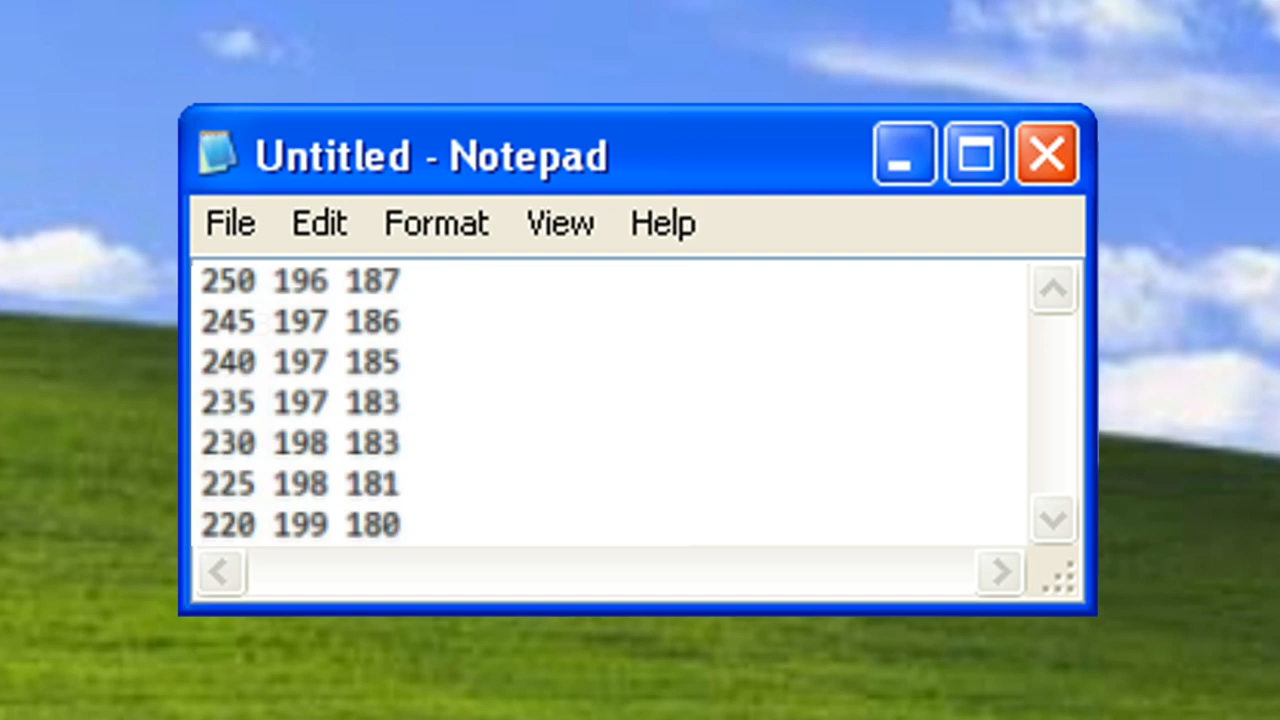 Untitled - Notepad
File Edit Format View Help
250 196 187
245 197 186
240 197 185
235 197 183
230 198 183
225 198 181
220 199 180